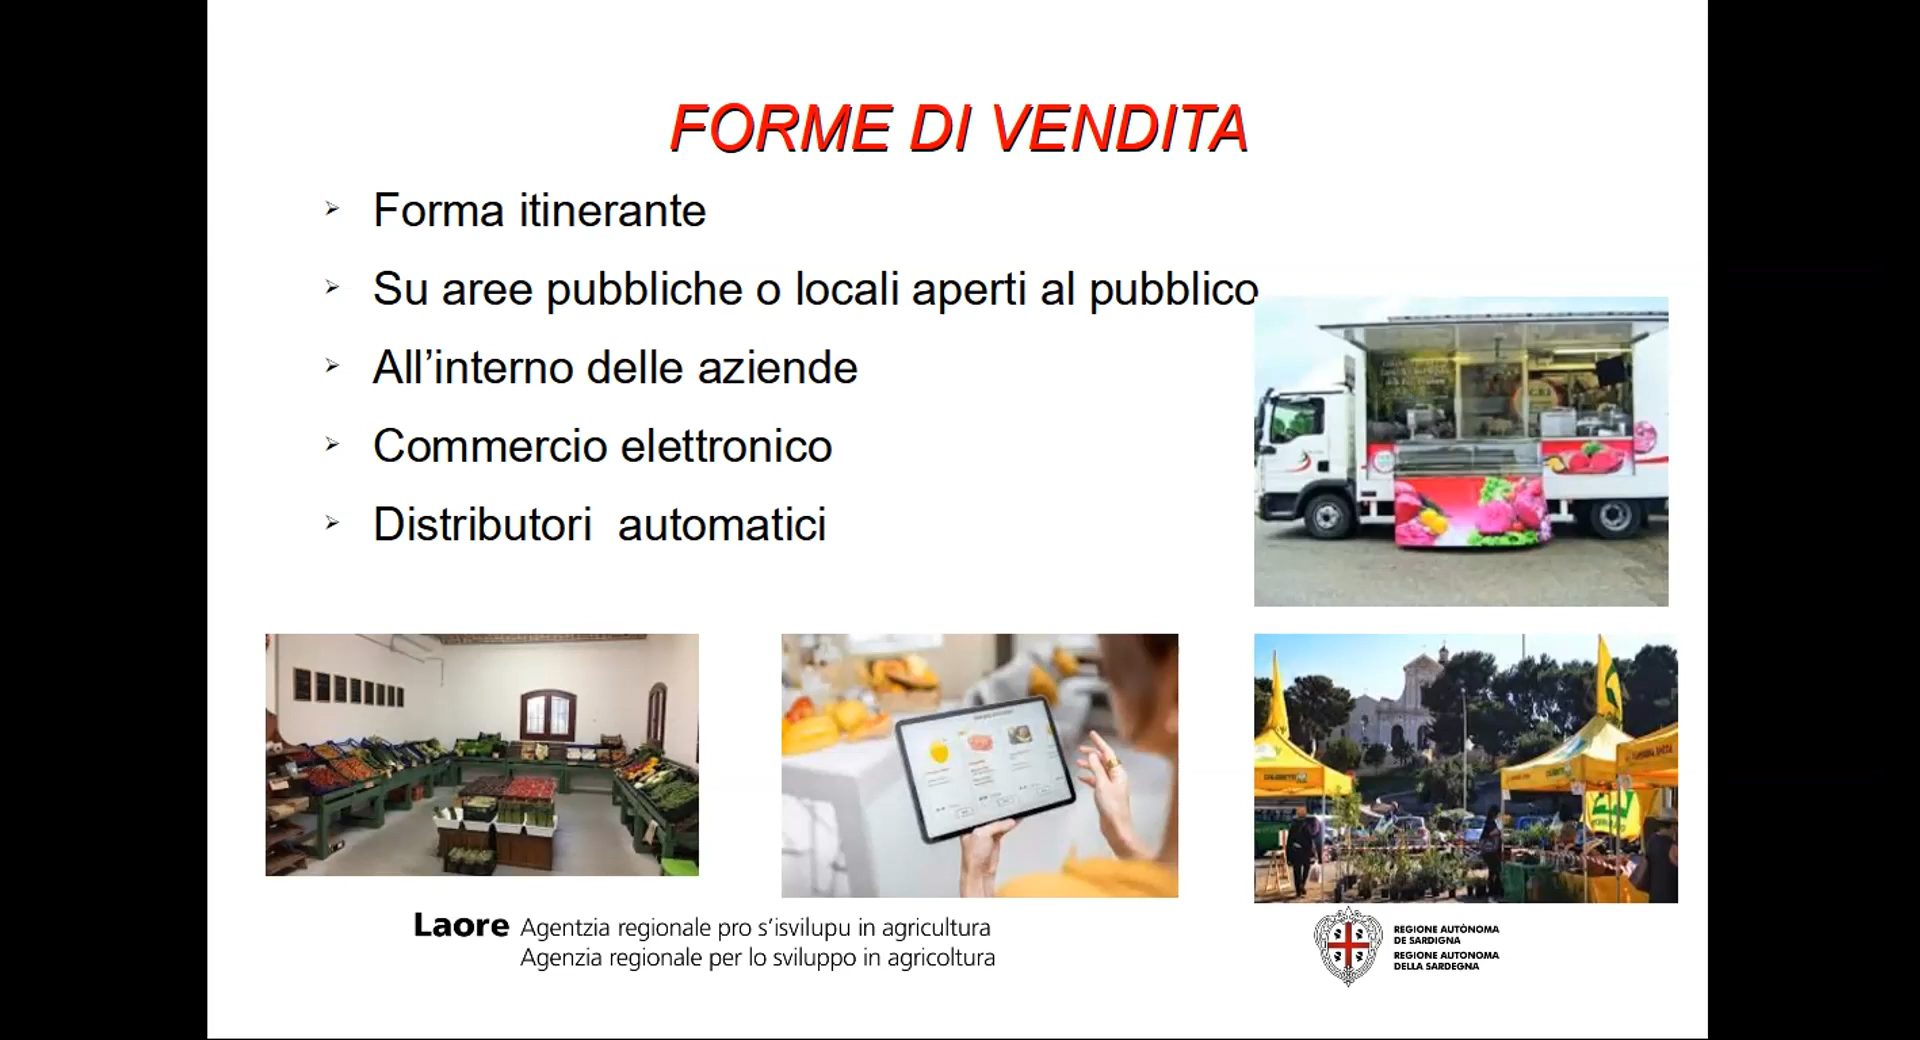 FORME DI VENDITA
Forma itinerante
Su aree pubbliche o locali aperti al pubblico
All’interno delle aziende
Commercio elettronico
Distributori  automatici
Laore Agentzia regionale pro s’isvilupu in agricultura
Agenzia regionale per lo sviluppo in agricoltura
REGIONE AUTÒNOMA
DE SARDIGNA
REGIONE AUTONOMA
DELLA SARDEGNA